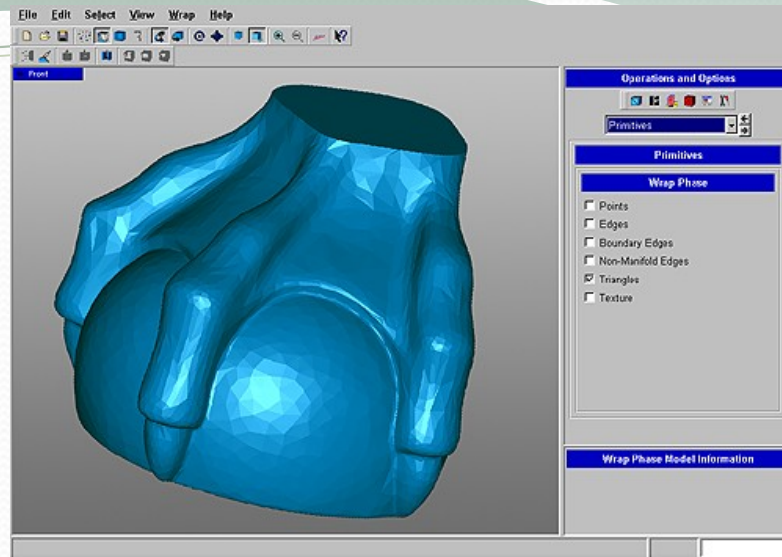 File Edit Select View Wrap Help
Front
Operations and Options
Primitives
Primitives
Wrap Phase
Points
Edges
Boundary Edges
Non-Manifold Edges
Triangles
Texture
Wrap Phase Model Information